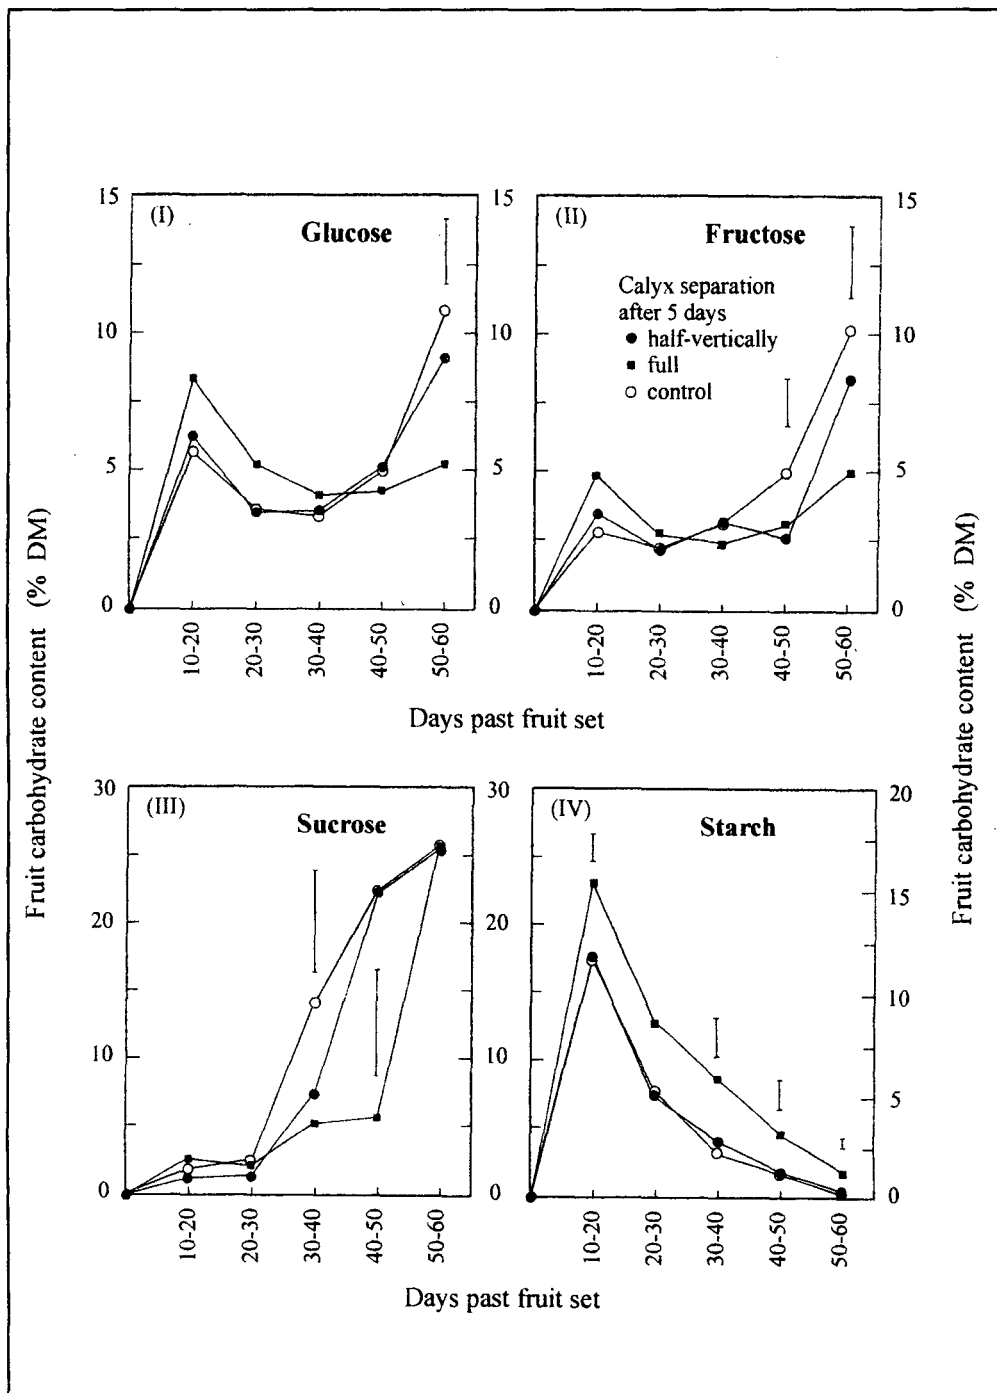 Fruit carbohydrate content (% DM)
15
10
5
0
(I)
Glucose
15
10
5
0
(II)
Fructose
Calyx separation
after 5 days
half-vertically
full
control
15
10
5
0
10-20
20-30
30-40
40-50
50-60
10-20
20-30
30-40
40-50
50-60
Days past fruit set
30
20
10
0
(III)
Sucrose
30
20
10
0
(IV)
Starch
20
15
10
5
0
10-20
20-30
30-40
40-50
50-60
10-20
20-30
30-40
40-50
50-60
Days past fruit set
Fruit carbohydrate content (% DM)